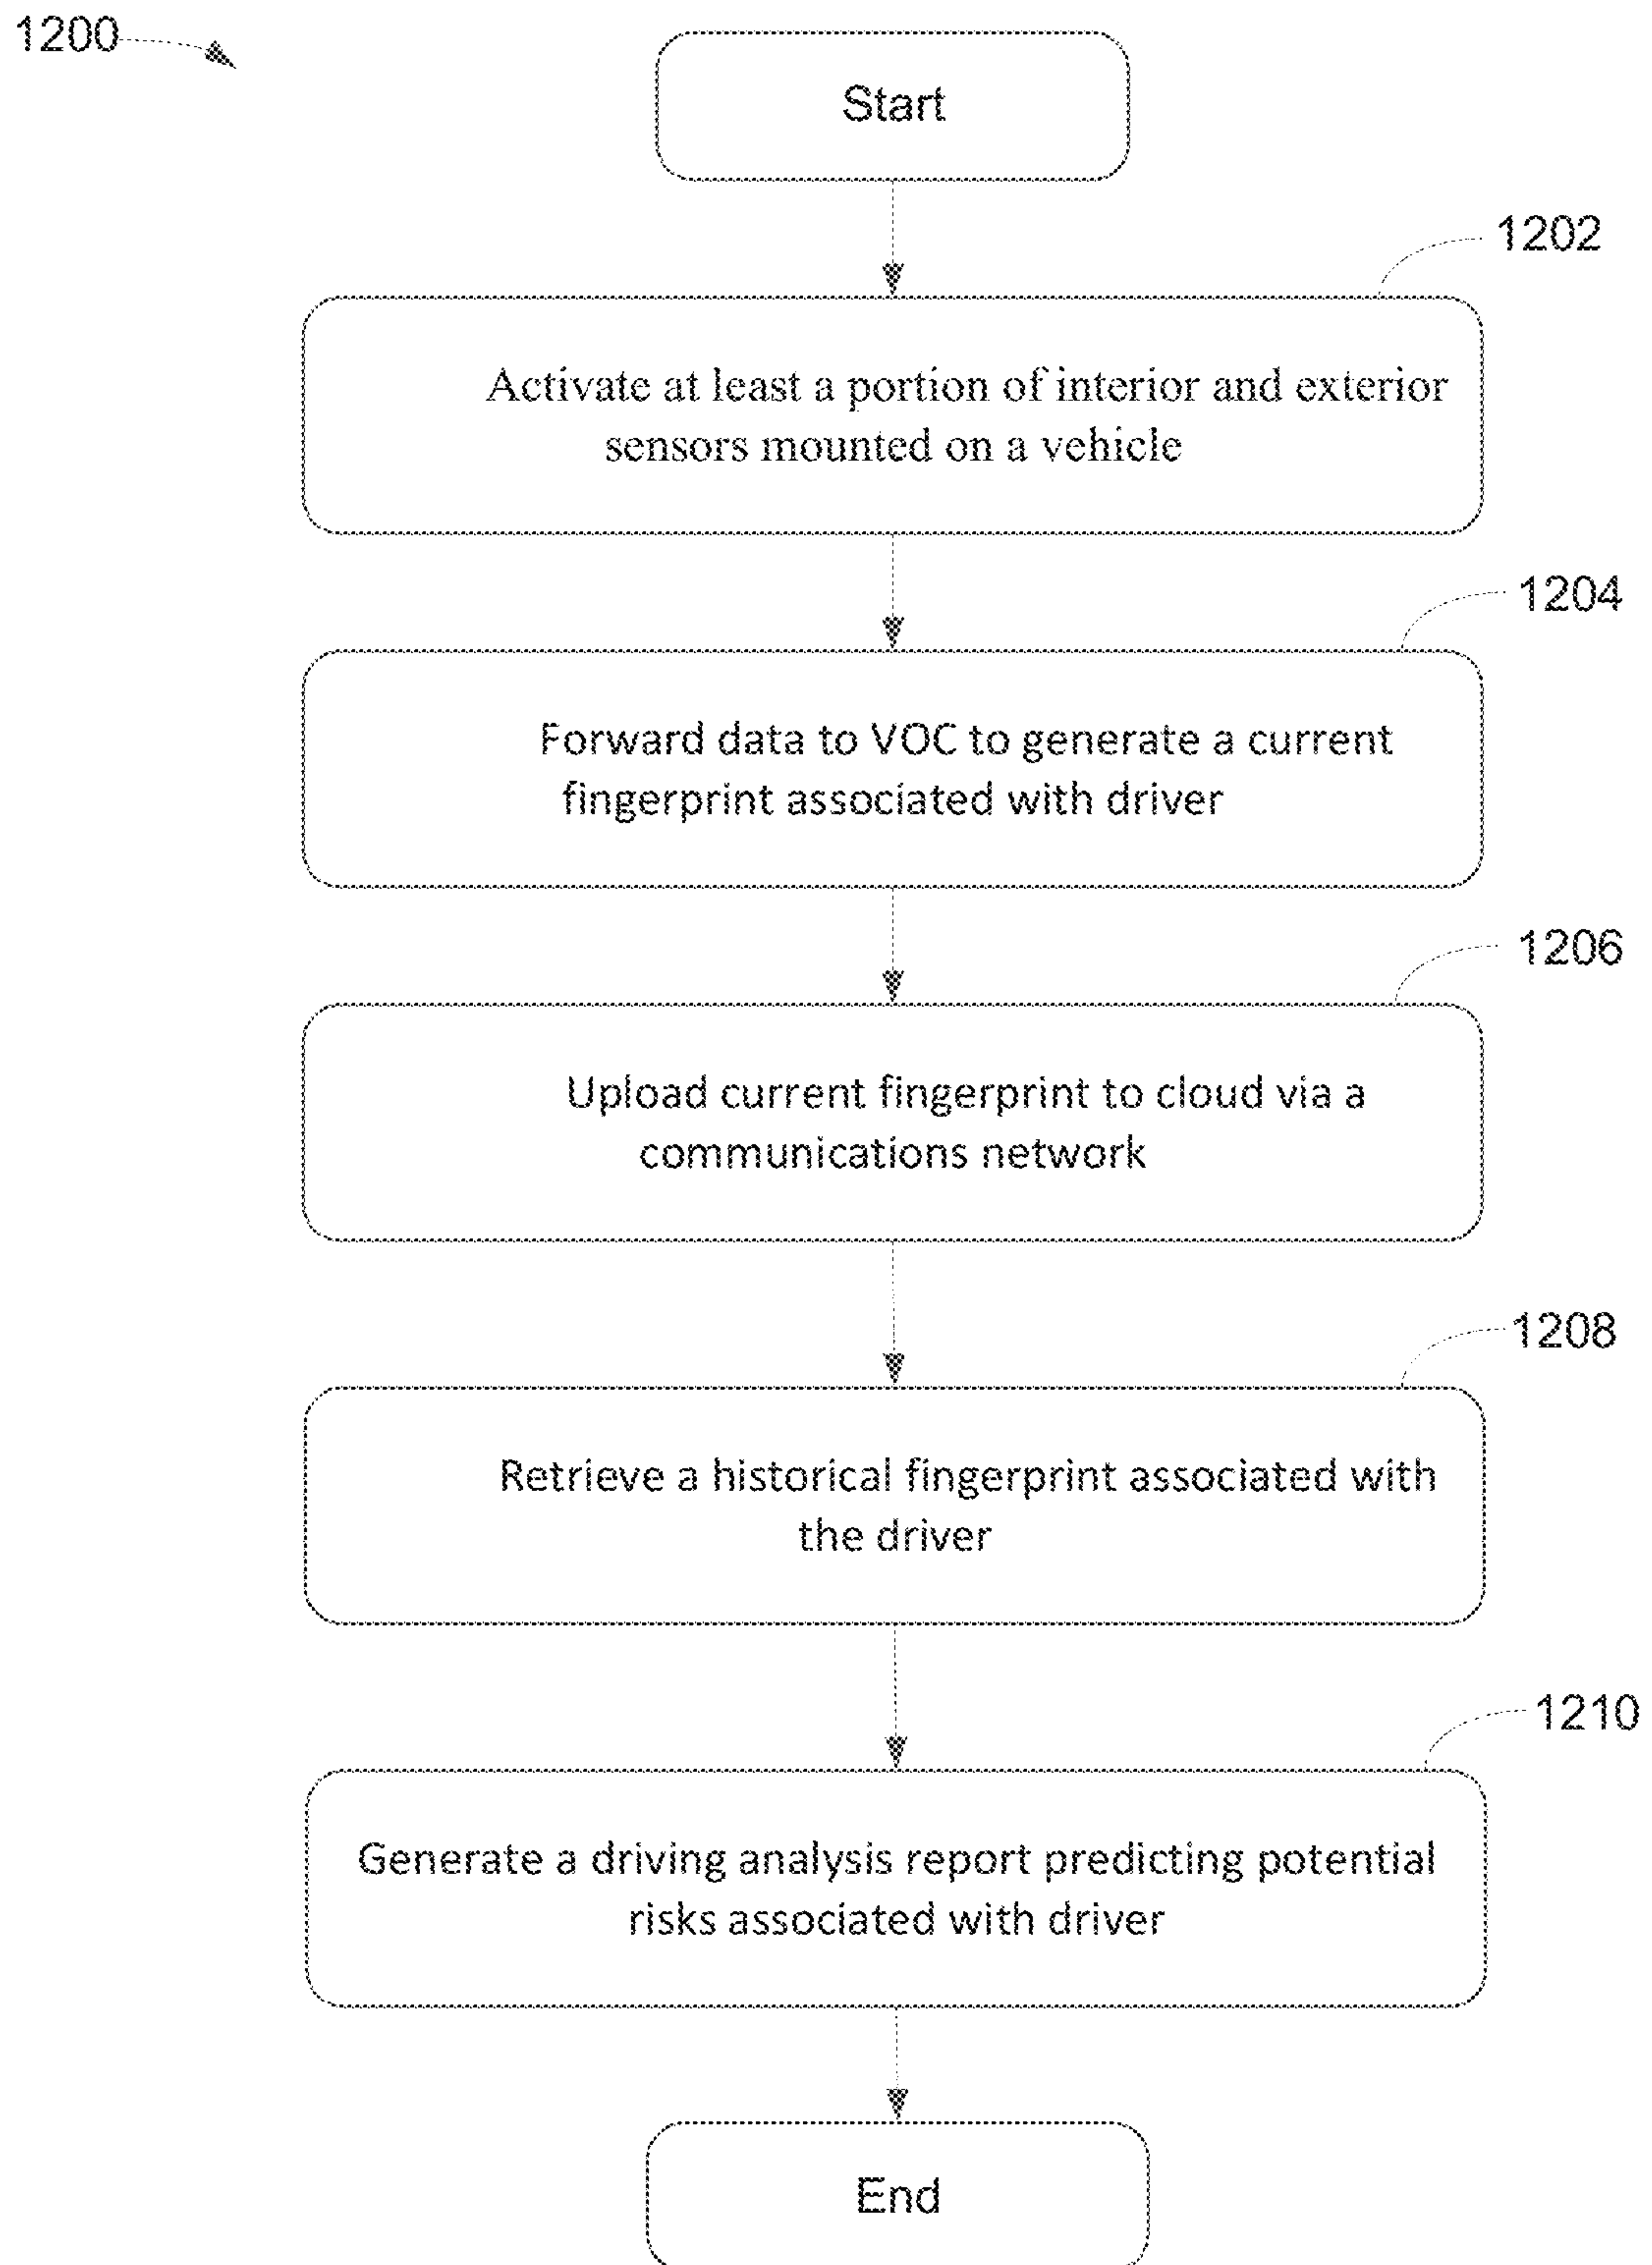 1200
Start
1202
Activate at least a portion of interior and exterior
sensors mounted on a vehicle
1204
Forward data to VOC to generate a current
fingerprint associated with driver
1206
Upload current fingerprint to cloud via a
communications network
1208
Retrieve a historical fingerprint associated with
the driver
1210
Generate a driving analysis report predicting potential
risks associated with driver
End